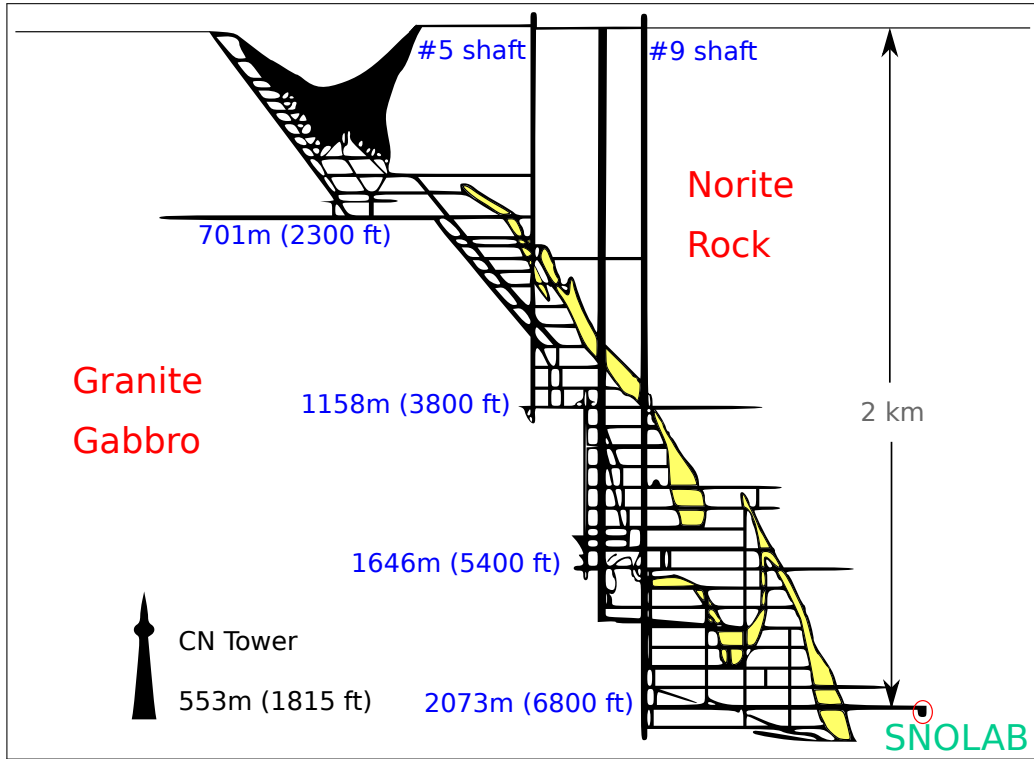 #5 shaft
#9 shaft
Norite
Rock
701m (2300 ft)
Granite
Gabbro
1158m (3800 ft)
2 km
1646m (5400 ft)
CN Tower
553m (1815 ft)
2073m (6800 ft)
SNOLAB